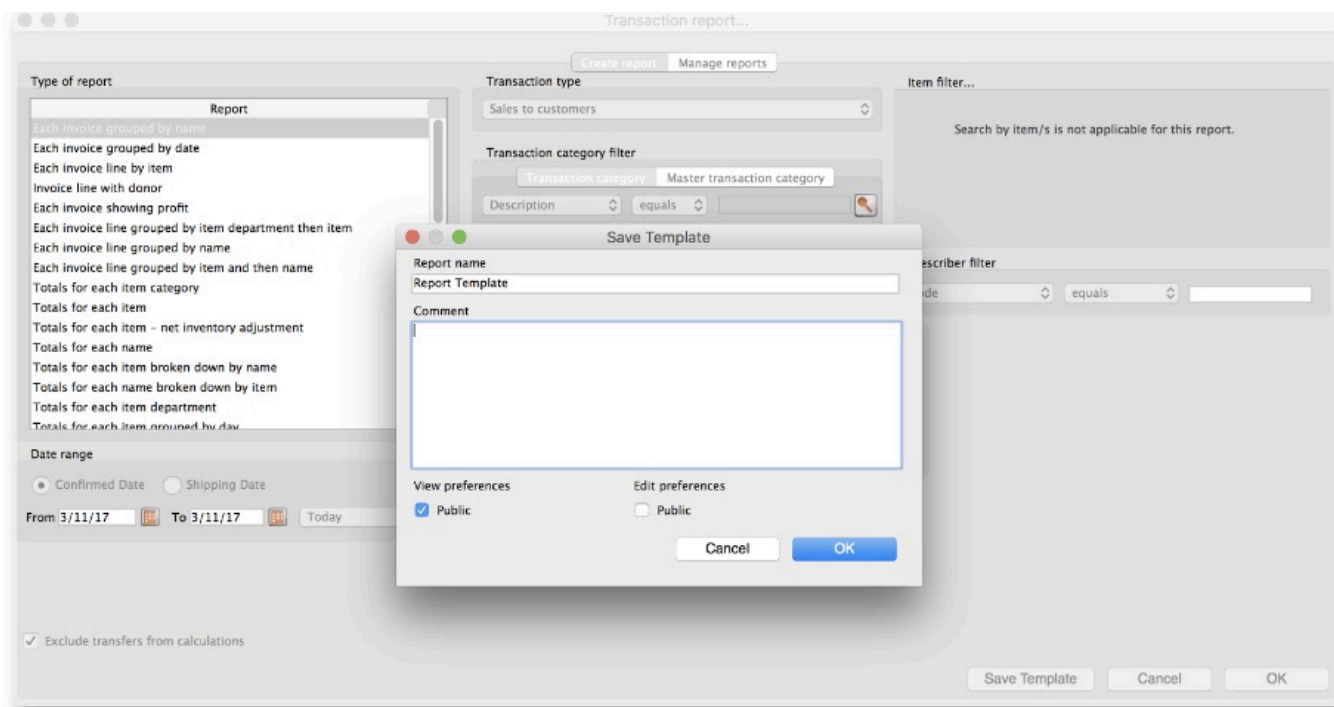 Transaction report...
Create report Manage reports
Type of report
Report
Each invoice grouped by name
Each invoice grouped by date
Each invoice line by item
Invoice line with donor
Each invoice showing profit
Each invoice line grouped by item department then item
Each invoice line grouped by name
Each invoice line grouped by item and then name
Totals for each item category
Totals for each item
Totals for each item - net inventory adjustment
Totals for each name
Totals for each item broken down by name
Totals for each name broken down by item
Totals for each item department
Totals for each item grouped by day
Transaction type
Sales to customers
Transaction category filter
Transaction category Master transaction category
Description equals
Item filter...
Search by item/s is not applicable for this report.
escriber filter
de equals
Save Template
Report name
Report Template
Comment
View preferences Edit preferences
Public Public
Cancel OK
Date range
Confirmed Date Shipping Date
From 3/11/17 To 3/11/17 Today
Exclude transfers from calculations
Save Template Cancel OK